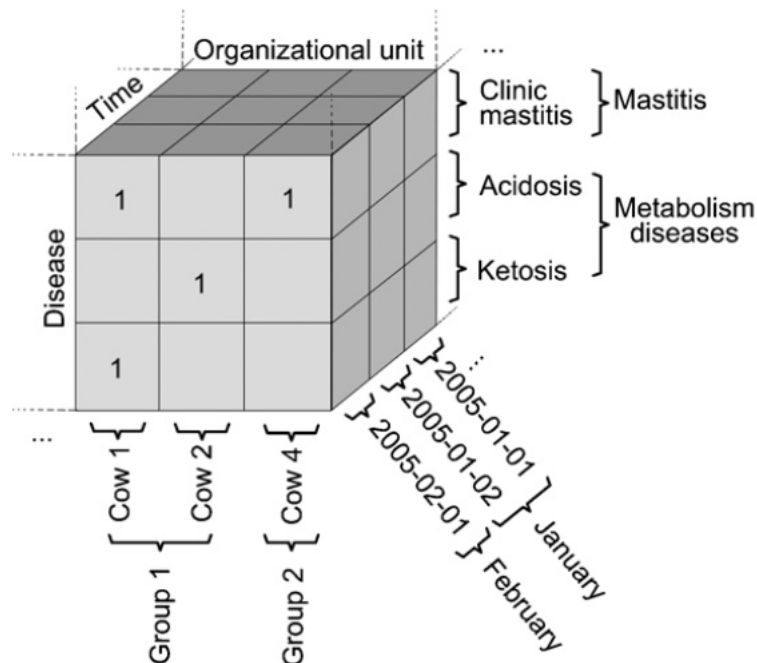 Organizational unit
...
Time
Clinic
mastitis
Mastitis
1
1
Acidosis
Metabolism
diseases
Disease
1
Ketosis
1
...
...
Cow 1
Cow 2
Cow 4
Group 1
Group 2
2005-01-01
2005-01-02
2005-02-01
January
February